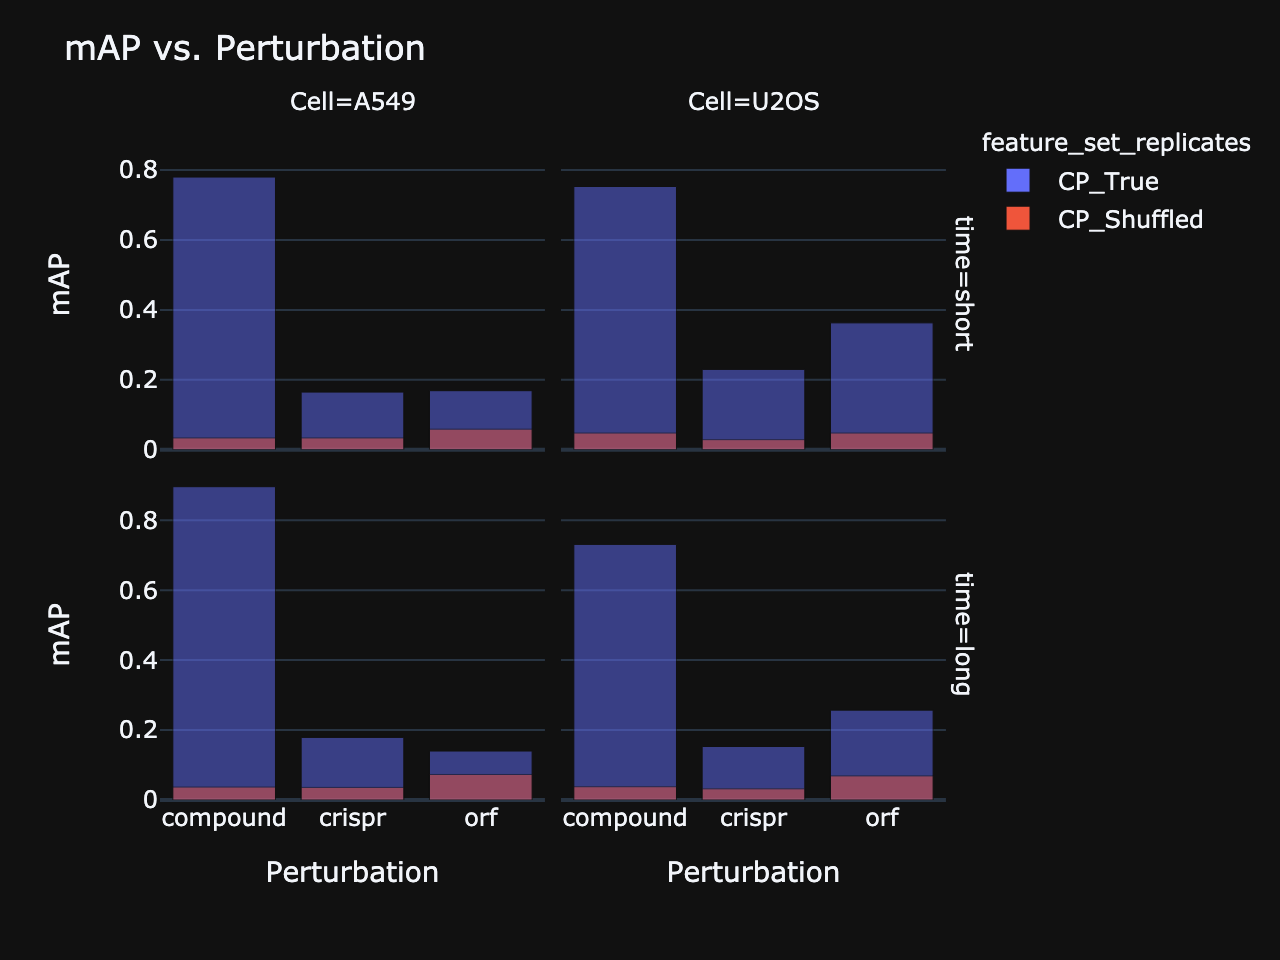 mAP vs. Perturbation
Cell=A549
Cell=U2OS
feature_set_replicates
CP_True
CP_Shuffled
mAP
0.8
0.6
0.4
0.2
0
time=short
mAP
0.8
0.6
0.4
0.2
0
time=long
compound crispr orf
compound crispr orf
Perturbation
Perturbation